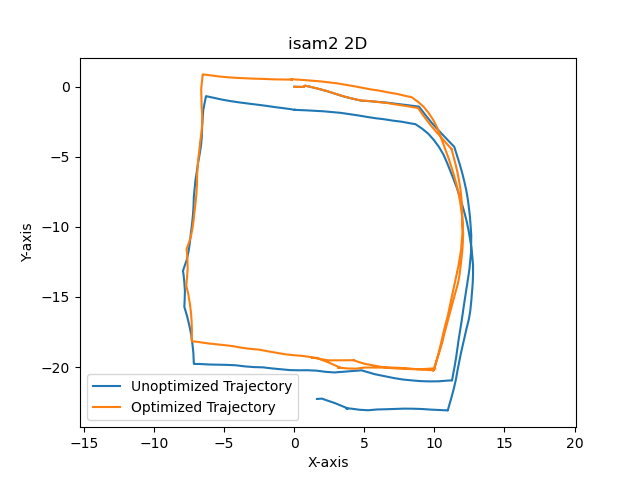 isam2 2D
0
−5
−10
−15
−20
Y-axis
Unoptimized Trajectory
Optimized Trajectory
−15
−10
−5
0
5
10
15
20
X-axis